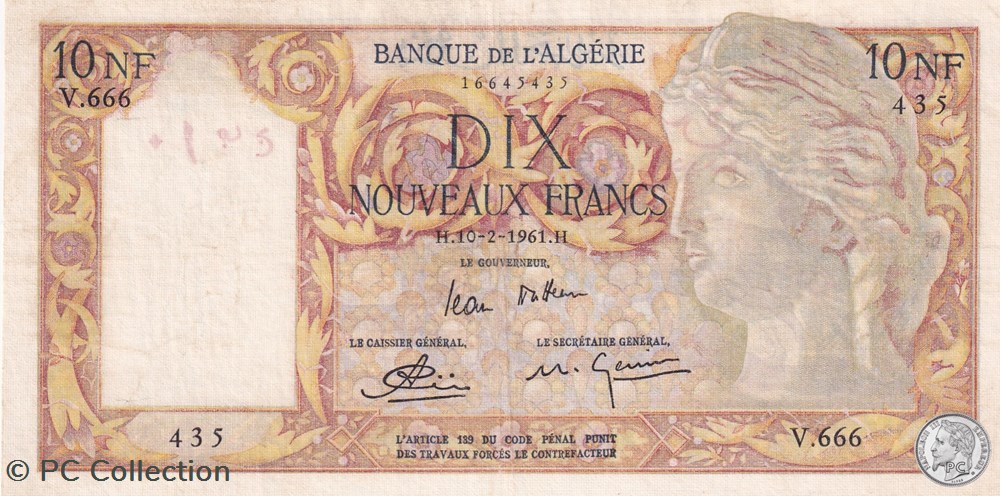 10 NF
V.666
BANQUE DE L'ALGÉRIE
16645435
10 NF
435
DIX
NOUVEAUX FRANCS
H.10-2-1961.H
LE GOUVERNEUR,
LE CAISSIER GÉNÉRAL,
LE SECRÉTAIRE GÉNÉRAL,
435
V.666
L'ARTICLE 139 DU CODE PÉNAL PUNIT
DES TRAVAUX FORCÉS LE CONTREFACTEUR
© PC Collection
PC